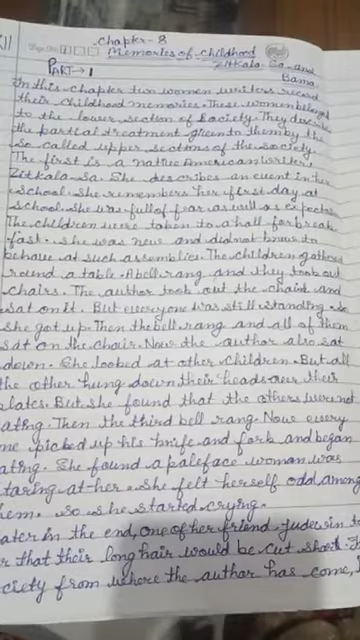 Chapter - 8
Memories of Childhood
Zitkala-Sa and
Bama
PART → 1
In this chapter two women writers record
their childhood memories. These women belonged
to the lower section of Society. They describe
the partial treatment given to them by the
so called upper sections of the society.
The first is a native American writer
Zitkala-Sa. She describes an event in her
School. She remembers her first day at
school. She was full of fear as well as
The children were taken to a hall for break
fast. She was new and did not know to
behave at such assemblies. The children gathered
round a table. A bell rang and they took out
chairs. The author took out the chair and
sat on it. But everyone was still standing. So
she got up. Then the bell rang and all of them
sat on the chair. Now the author also sat
down. She looked at other children. But all
the other hung down their heads over their
plates. But she found that the others were not
ating. Then the third bell rang. Now every
me picked up his knife and fork and began
ating. She found a paleface woman was
taring at her. She felt herself odd among
hem. So she started crying.
ater in the end, one of her friend Judewin
r that their long hair would be cut short. In
ciety from where the author has come,